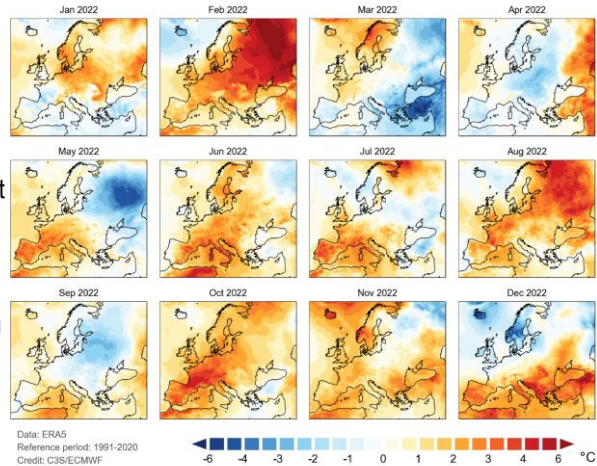 Jan 2022
Feb 2022
Mar 2022
Apr 2022
May 2022
Jun 2022
Jul 2022
Aug 2022
Sep 2022
Oct 2022
Nov 2022
Dec 2022
Data: ERA5
Reference period: 1991-2020
Credit: C3S/ECMWF
-6 -4 -3 -2 -1 0 1 2 3 4 6 °C